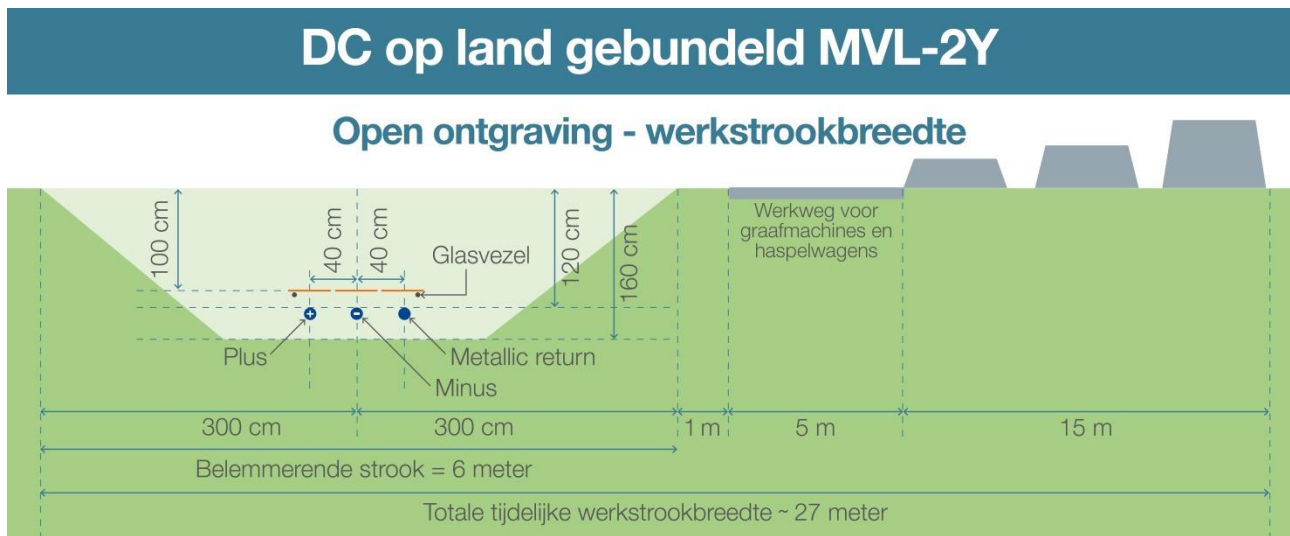 DC op land gebundeld MVL-2Y
Open ontgraving - werkstrookbreedte
100 cm
40 cm
40 cm
Glasvezel
120 cm
160 cm
Werkweg voor
graafmachines en
haspelwagens
+
-
Plus
Metallic return
Minus
300 cm
300 cm
1 m
5 m
15 m
Belemmerende strook = 6 meter
Totale tijdelijke werkstrookbreedte ~ 27 meter